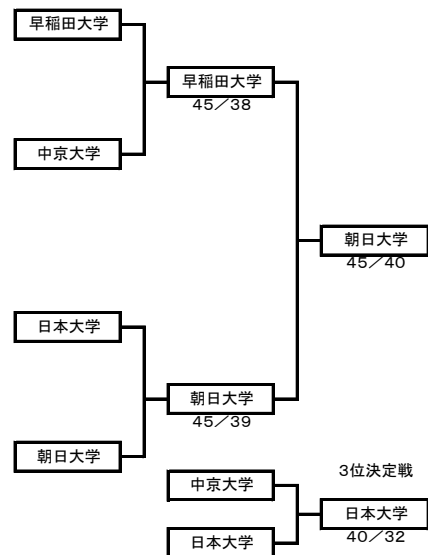 早稲田大学
早稲田大学
45／38
中京大学
朝日大学
45／40
日本大学
朝日大学
45／39
朝日大学
3位決定戦
中京大学
日本大学
40／32
日本大学